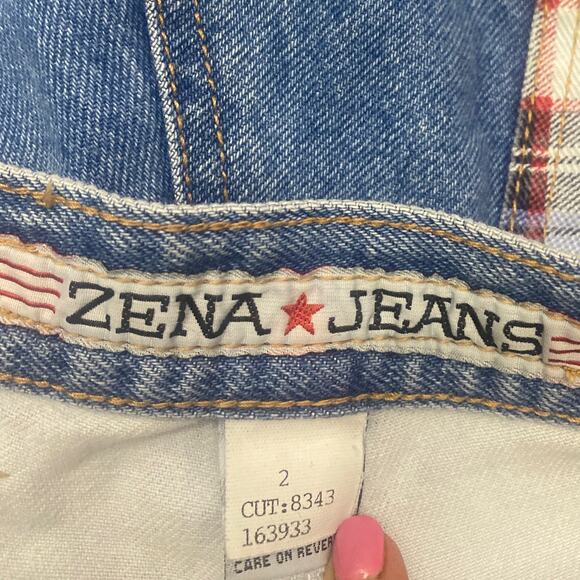 ZENA JEANS
2
CUT:8343
163933
CARE ON REVER